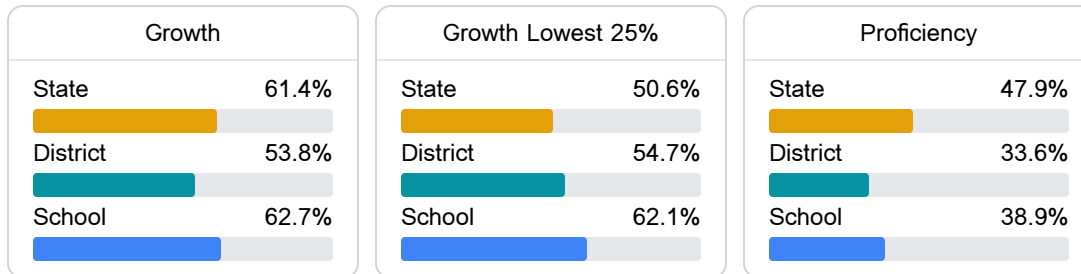 Growth
State 61.4%
District 53.8%
School 62.7%
Growth Lowest 25%
State 50.6%
District 54.7%
School 62.1%
Proficiency
State 47.9%
District 33.6%
School 38.9%